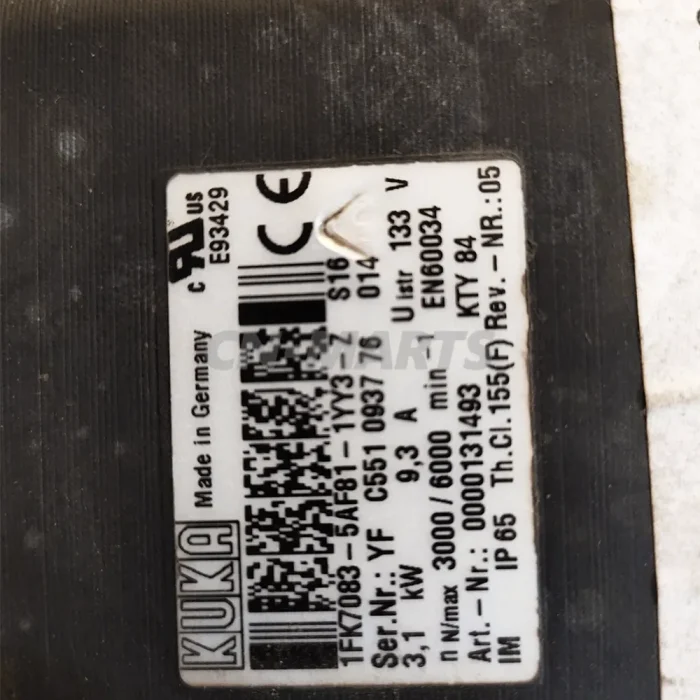 KUKA Made in Germany
c RU US
E93429
CE
1FK7083-5AF81-1YY3-Z S16
Ser.Nr.: YF C551 0937 76 014
3,1 kW 9,3 A U istr 133 V
n N/max 3000/6000 min-1 EN60034
Art.-Nr.: 0000131493 KTY 84
IM IP 65 Th.Cl.155(F) Rev.-NR.:05